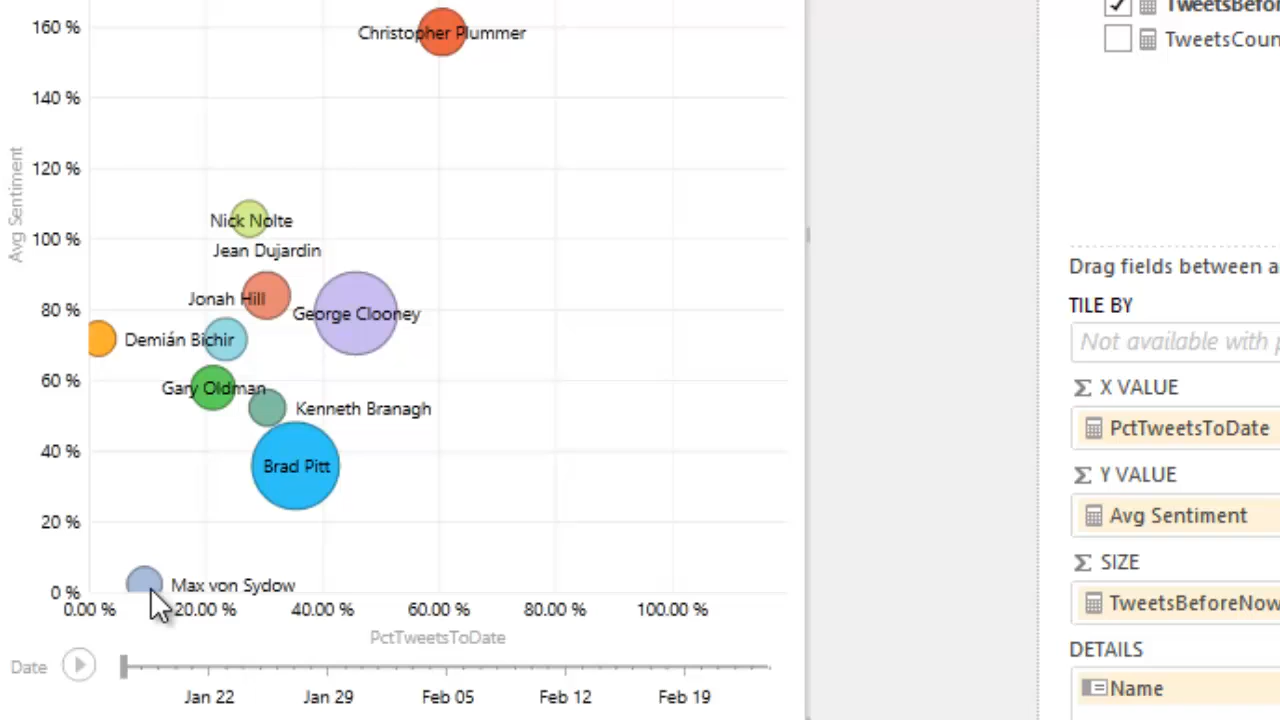 160 %
Christopher Plummer
140 %
120 %
Avg Sentiment
Nick Nolte
100 %
Jean Dujardin
Jonah Hill
80 %
George Clooney
Demián Bichir
60 %
Gary Oldman
Kenneth Branagh
40 %
Brad Pitt
20 %
Max von Sydow
0 %
0.00 %
20.00 %
40.00 %
60.00 %
80.00 %
100.00 %
PctTweetsToDate
Date
Jan 22
Jan 29
Feb 05
Feb 12
Feb 19
TweetsBefor
TweetsCoun
Drag fields between a
TILE BY
Not available with p
Σ X VALUE
PctTweetsToDate
Σ Y VALUE
Avg Sentiment
Σ SIZE
TweetsBeforeNow
DETAILS
Name